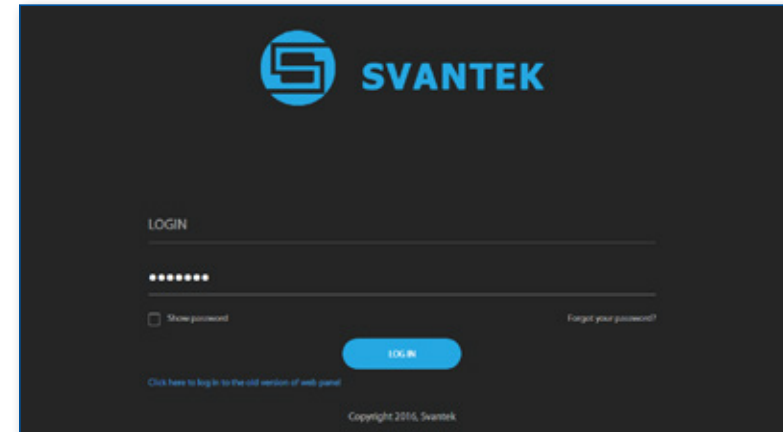 SVANTEK
LOGIN
•••••••
Show password
Forgot your password?
LOG IN
Click here to log in to the old version of web panel
Copyright 2016, Svantek